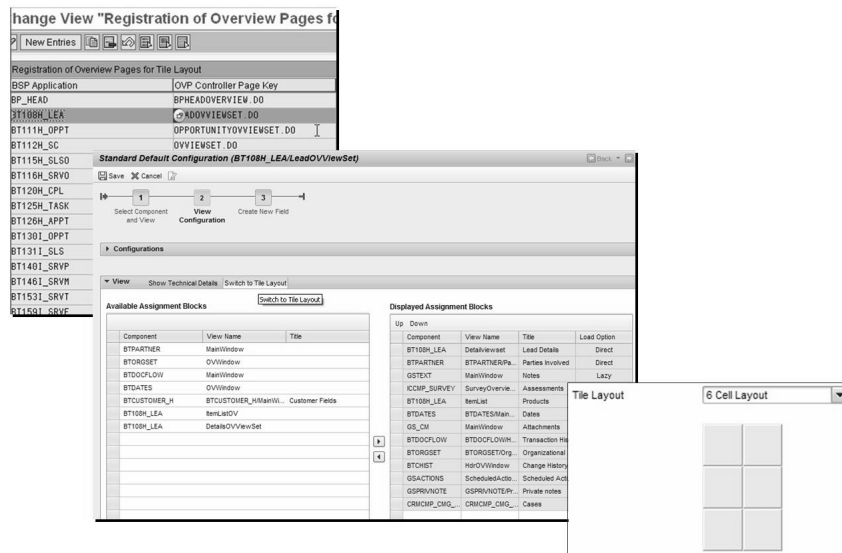 hange View "Registration of Overview Pages fo
New Entries
Registration of Overview Pages for Tile Layout
BSP Application OVP Controller Page Key
BP_HEAD BPHEADOVERVIEW.DO
BT108H_LEA ADOVVIEWSET.DO
BT111H_OPPT OPPORTUNITYOVVIEWSET.DO
BT112H_SC OVVIEWSET.DO
BT115H_SLSO
BT116H_SRVO
BT120H_CPL
BT125H_TASK
BT126H_APPT
BT130I_OPPT
BT131I_SLS
BT140I_SRVP
BT146I_SRVM
BT153I_SRVT
BT159I_SRVE
Standard Default Configuration (BT108H_LEA/LeadOVViewSet)
Back
Save Cancel
1 2 3
Select Component and View
View Configuration
Create New Field
Configurations
View Show Technical Details Switch to Tile Layout
Switch to Tile Layout
Available Assignment Blocks
Component View Name Title
BTPARTNER MainWindow
BTORGSET OVWindow
BTDOCFLOW MainWindow
BTDATES OVWindow
BTCUSTOMER_H BTCUSTOMER_H/MainWi... Customer Fields
BT108H_LEA ItemListOV
BT108H_LEA DetailsOVViewSet
Displayed Assignment Blocks
Up Down
Component View Name Title Load Option
BT108H_LEA Detailviewset Lead Details Direct
BTPARTNER BTPARTNER/Pa... Parties Involved Direct
GSTEXT MainWindow Notes Lazy
ICCMP_SURVEY SurveyOvervie... Assessments
BT108H_LEA ItemList Products
BTDATES BTDATES/Main... Dates
GS_CM MainWindow Attachments
BTDOCFLOW BTDOCFLOW/H... Transaction His
BTORGSET BTORGSET/Org... Organizational
BTCHIST HdrOVWindow Change History
GSACTIONS ScheduledActio... Scheduled Acti
GSPRIVNOTE GSPRIVNOTE/Pr... Private notes
CRMCMP_CMG_... CRMCMP_CMG_... Cases
Tile Layout 6 Cell Layout